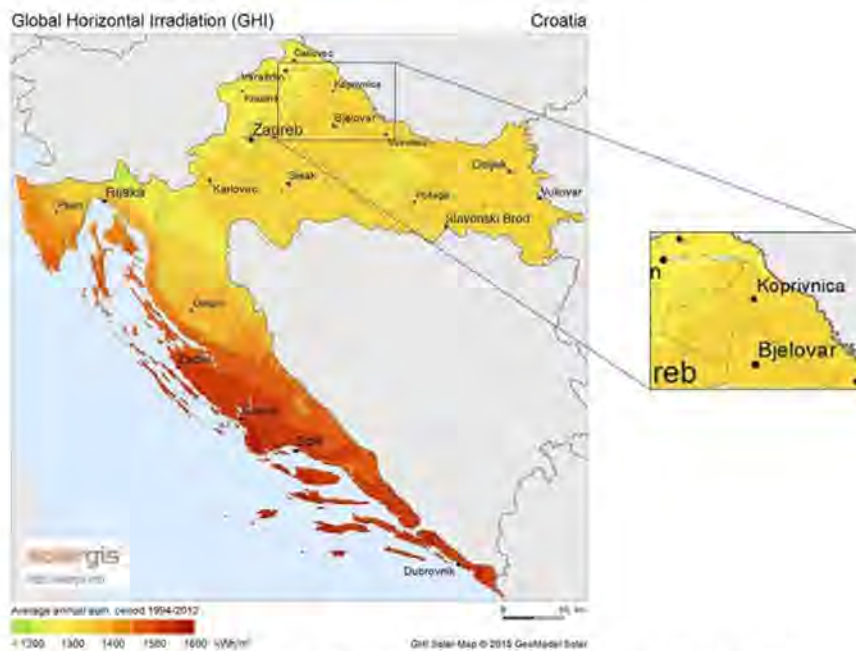 Global Horizontal Irradiation (GHI)
Croatia
Čakovec
Varaždin
Koprivnica
Krapina
Bjelovar
Zagreb
Virovitica
Osijek
Rijeka
Karlovac
Sisak
Vukovar
Pazin
Požega
Slavonski Brod
Gospić
Zadar
Šibenik
Split
n
Koprivnica
Bjelovar
reb
solargis
Dubrovnik
Average annual sum, period 1994-2012
< 1200 1300 1400 1500 1600 kWh/m²
GHI Solar Map © 2015 GeoModel Solar